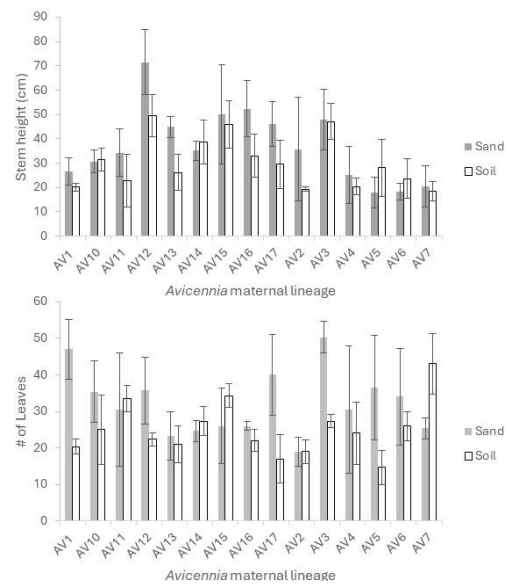 90
80
70
60
50
40
30
20
10
0
Stem height (cm)
Sand
Soil
AV1 AV10 AV11 AV12 AV13 AV14 AV15 AV16 AV17 AV2 AV3 AV4 AV5 AV6 AV7
Avicennia maternal lineage
60
50
40
30
20
10
0
# of Leaves
Sand
Soil
AV1 AV10 AV11 AV12 AV13 AV14 AV15 AV16 AV17 AV2 AV3 AV4 AV5 AV6 AV7
Avicennia maternal lineage